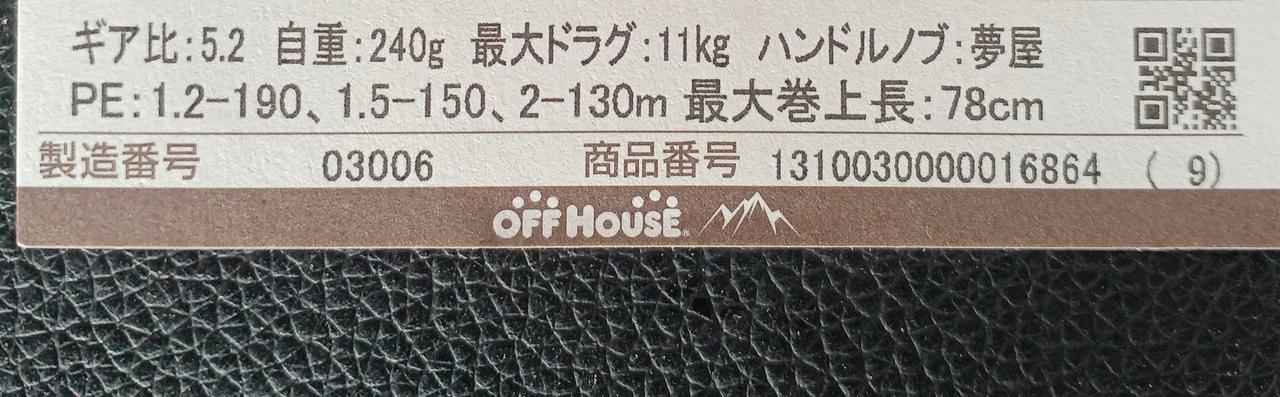 ギア比:5.2 自重:240g 最大ドラグ:11kg ハンドルノブ:夢屋
PE:1.2-190、1.5-150、2-130m 最大巻上長:78cm
製造番号 03006 商品番号 1310030000016864 ( 9)
OFF HOUSE®